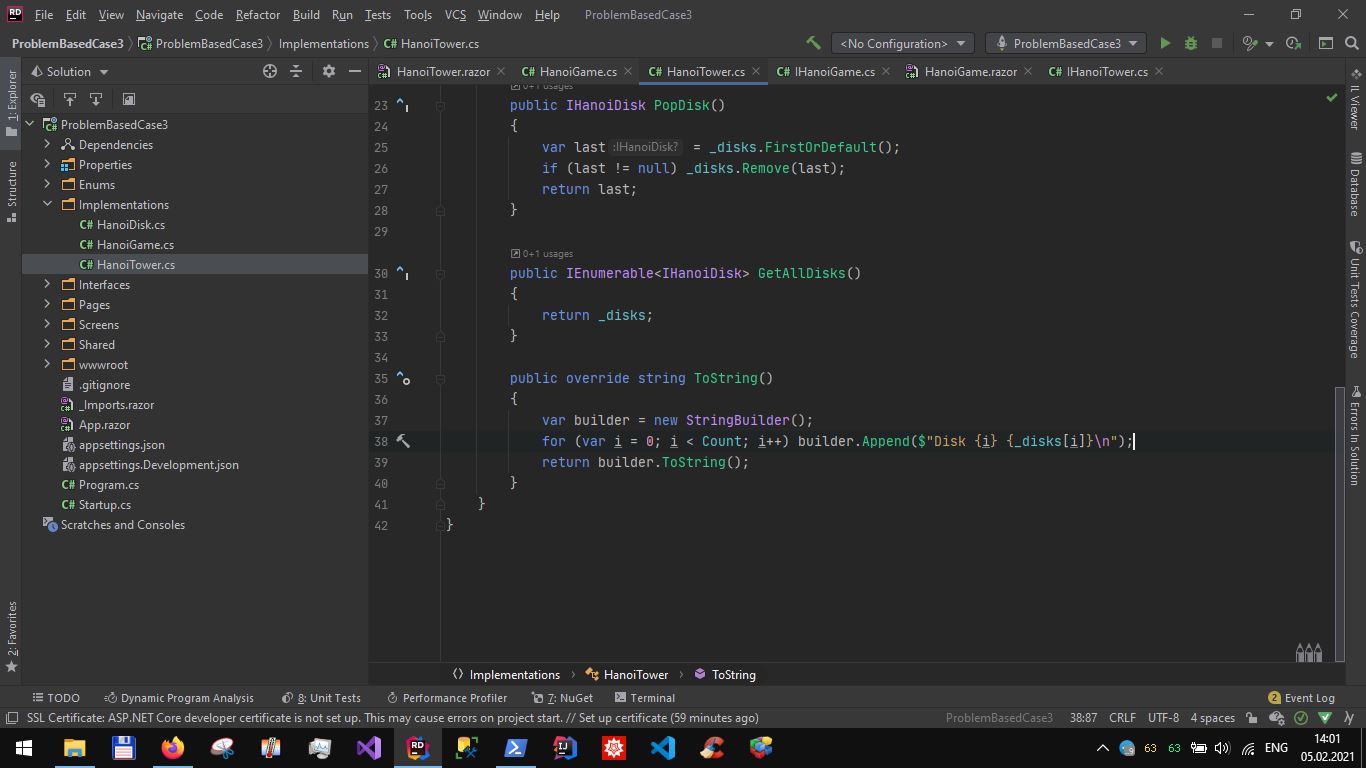 File Edit View Navigate Code Refactor Build Run Tests Tools VCS Window Help ProblemBasedCase3
ProblemBasedCase3 ProblemBasedCase3 Implementations C# HanoiTower.cs <No Configuration> ProblemBasedCase3
1: Explorer
Structure
2: Favorites
Solution
ProblemBasedCase3
Dependencies
Properties
Enums
Implementations
C# HanoiDisk.cs
C# HanoiGame.cs
C# HanoiTower.cs
Interfaces
Pages
Screens
Shared
wwwroot
.gitignore
_Imports.razor
App.razor
appsettings.json
appsettings.Development.json
C# Program.cs
C# Startup.cs
Scratches and Consoles
HanoiTower.razor C# HanoiGame.cs C# HanoiTower.cs C# IHanoiGame.cs HanoiGame.razor C# IHanoiTower.cs
0+1 usages
23 public IHanoiDisk PopDisk()
24 {
25 var last :IHanoiDisk? = _disks.FirstOrDefault();
26 if (last != null) _disks.Remove(last);
27 return last;
28 }
29
0+1 usages
30 public IEnumerable<IHanoiDisk> GetAllDisks()
31 {
32 return _disks;
33 }
34
35 public override string ToString()
36 {
37 var builder = new StringBuilder();
38 for (var i = 0; i < Count; i++) builder.Append($"Disk {i} {_disks[i]}\n");
39 return builder.ToString();
40 }
41 }
42 }
IL Viewer
Database
Unit Tests Coverage
Errors In Solution
Implementations HanoiTower ToString
TODO Dynamic Program Analysis 8: Unit Tests Performance Profiler 7: NuGet Terminal 2 Event Log
SSL Certificate: ASP.NET Core developer certificate is not set up. This may cause errors on project start. // Set up certificate (59 minutes ago) ProblemBasedCase3 38:87 CRLF UTF-8 4 spaces
63 63 ENG 14:01
05.02.2021